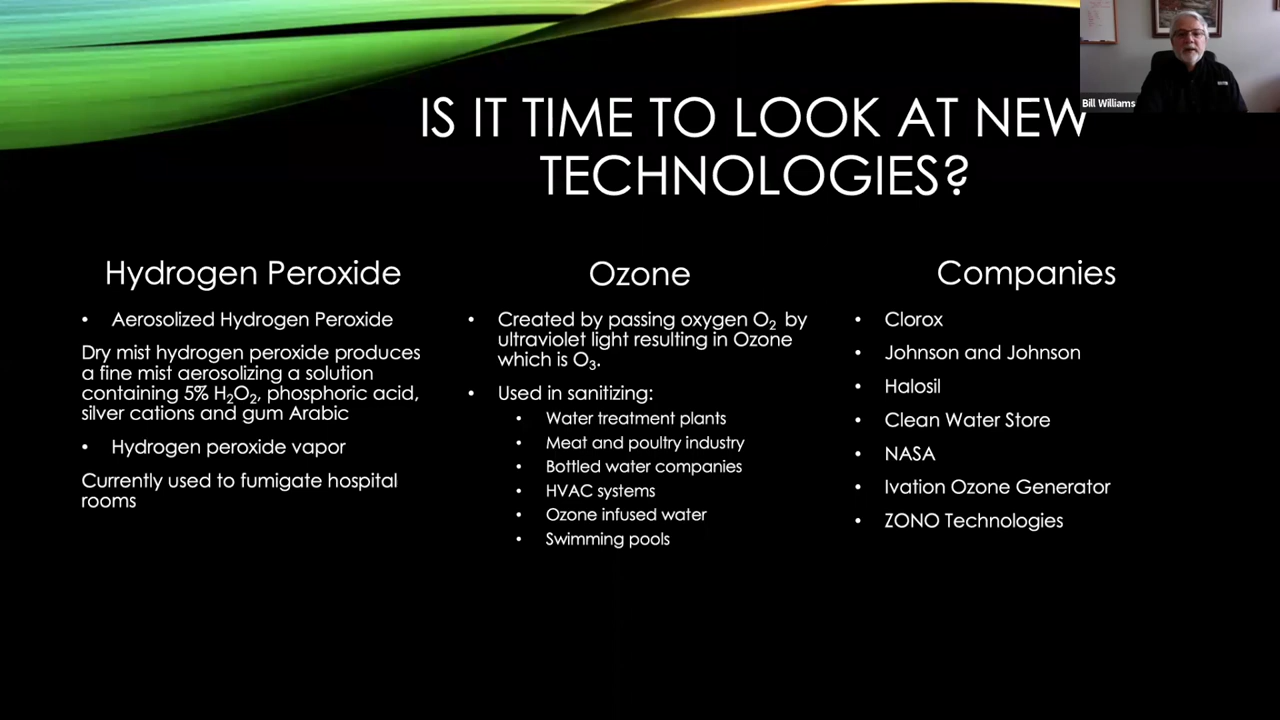 Bill Williams
IS IT TIME TO LOOK AT NEW
TECHNOLOGIES?
Hydrogen Peroxide
• Aerosolized Hydrogen Peroxide
Dry mist hydrogen peroxide produces
a fine mist aerosolizing a solution
containing 5% H₂O₂, phosphoric acid,
silver cations and gum Arabic
• Hydrogen peroxide vapor
Currently used to fumigate hospital
rooms
Ozone
• Created by passing oxygen O₂ by
ultraviolet light resulting in Ozone
which is O₃.
• Used in sanitizing:
• Water treatment plants
• Meat and poultry industry
• Bottled water companies
• HVAC systems
• Ozone infused water
• Swimming pools
Companies
• Clorox
• Johnson and Johnson
• Halosil
• Clean Water Store
• NASA
• Ivation Ozone Generator
• ZONO Technologies